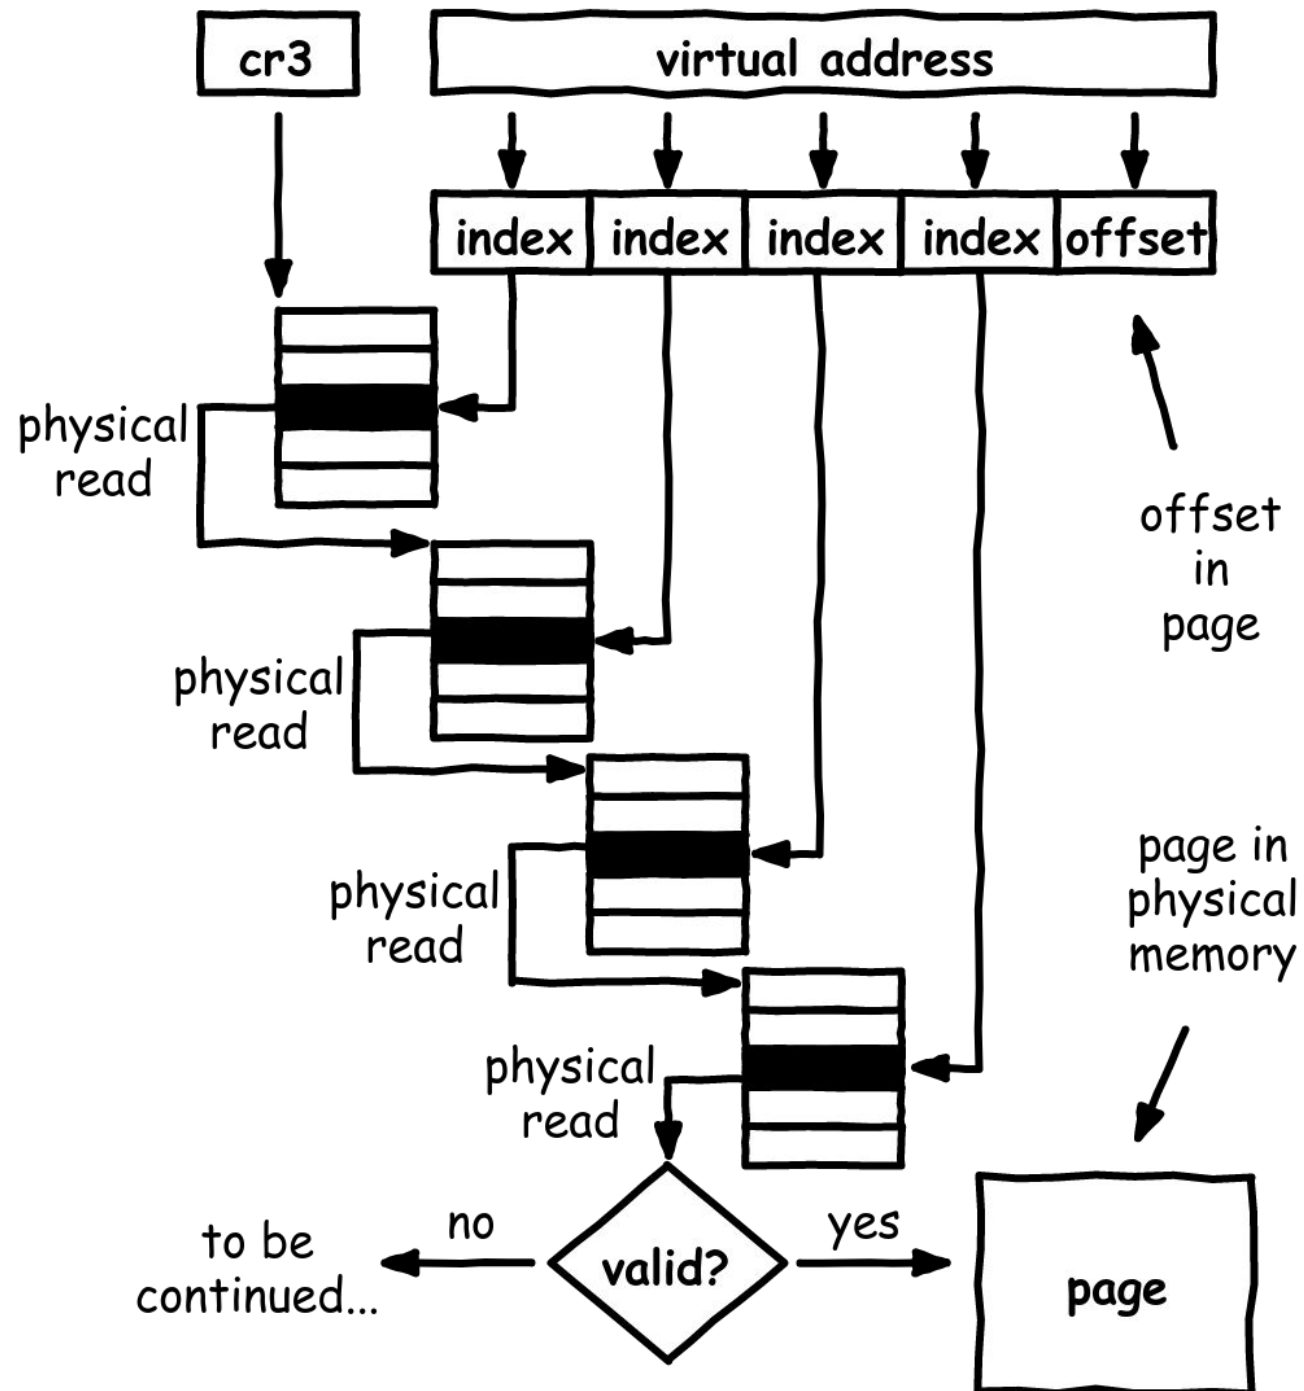 cr3
virtual address
index index index index offset
physical
read
offset
in
page
physical
read
page in
physical
memory
physical
read
physical
read
no
yes
to be
continued...
valid?
page